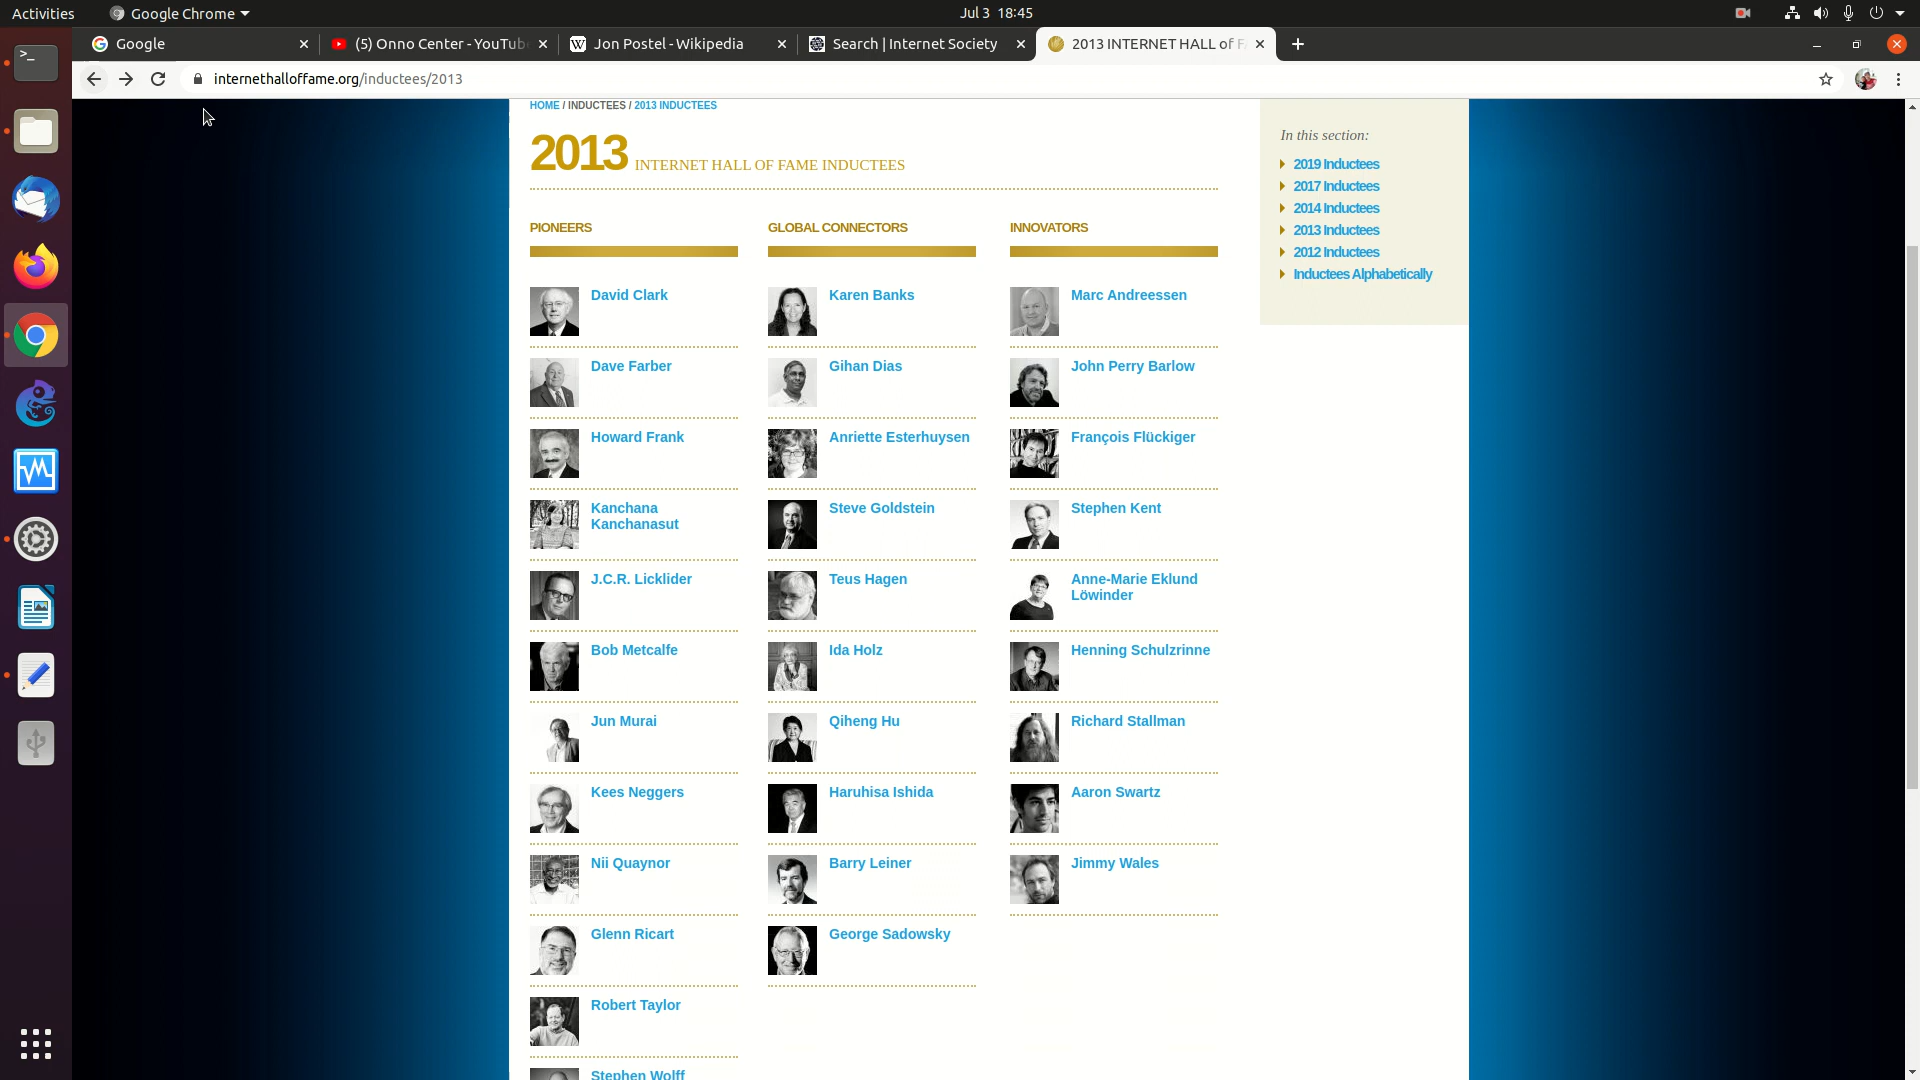 Activities
Google Chrome
Jul 3 18:45
Google
(5) Onno Center - YouTub
Jon Postel - Wikipedia
Search | Internet Society
2013 INTERNET HALL of F
internethalloffame.org/inductees/2013
HOME / INDUCTEES / 2013 INDUCTEES
2013 INTERNET HALL OF FAME INDUCTEES
PIONEERS
David Clark
Dave Farber
Howard Frank
Kanchana
Kanchanasut
J.C.R. Licklider
Bob Metcalfe
Jun Murai
Kees Neggers
Nii Quaynor
Glenn Ricart
Robert Taylor
Stephen Wolff
GLOBAL CONNECTORS
Karen Banks
Gihan Dias
Anriette Esterhuysen
Steve Goldstein
Teus Hagen
Ida Holz
Qiheng Hu
Haruhisa Ishida
Barry Leiner
George Sadowsky
INNOVATORS
Marc Andreessen
John Perry Barlow
François Flückiger
Stephen Kent
Anne-Marie Eklund
Löwinder
Henning Schulzrinne
Richard Stallman
Aaron Swartz
Jimmy Wales
In this section:
2019 Inductees
2017 Inductees
2014 Inductees
2013 Inductees
2012 Inductees
Inductees Alphabetically